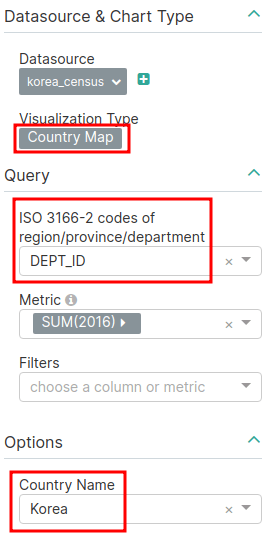 Datasource & Chart Type
Datasource
korea_census
Visualization Type
Country Map
Query
ISO 3166-2 codes of
region/province/department
DEPT_ID
Metric
SUM(2016)
Filters
choose a column or metric
Options
Country Name
Korea